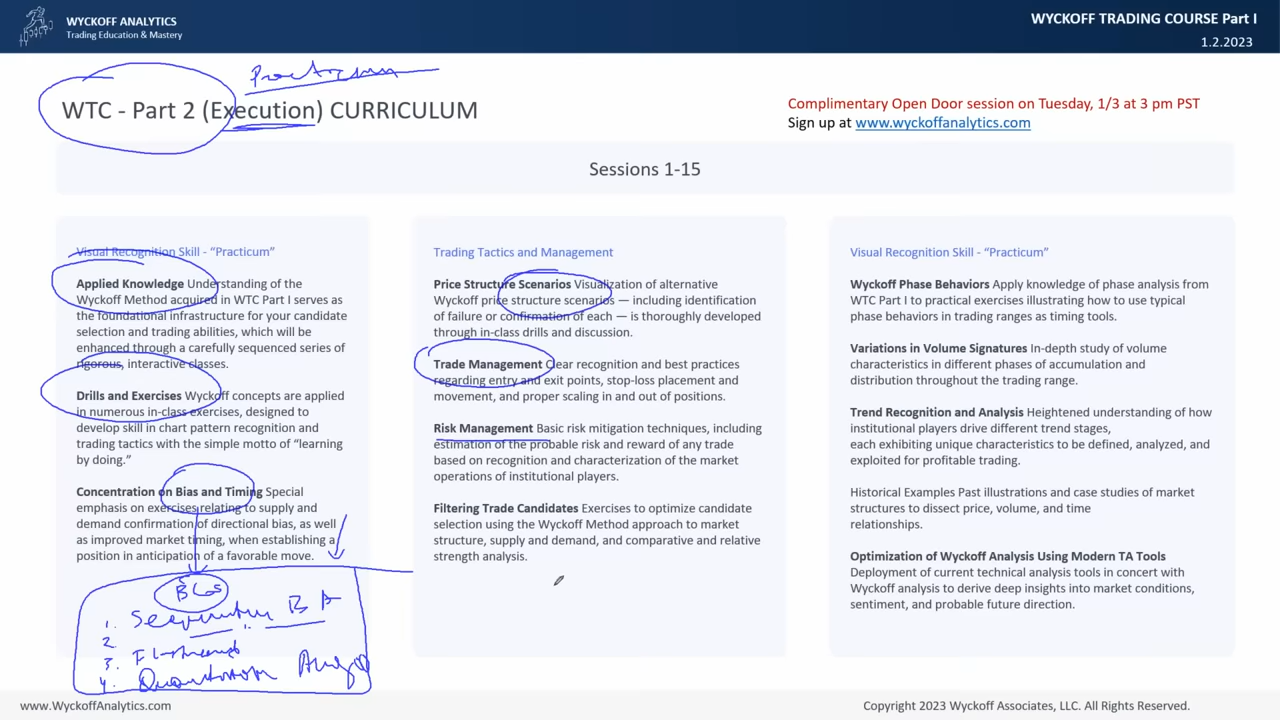 WYCKOFF ANALYTICS
Trading Education & Mastery
WYCKOFF TRADING COURSE Part I
1.2.2023
Practicum
WTC - Part 2 (Execution) CURRICULUM
Complimentary Open Door session on Tuesday, 1/3 at 3 pm PST
Sign up at www.wyckoffanalytics.com
Sessions 1-15
Visual Recognition Skill - “Practicum”
Applied Knowledge Understanding of the
Wyckoff Method acquired in WTC Part I serves as
the foundational infrastructure for your candidate
selection and trading abilities, which will be
enhanced through a carefully sequenced series of
rigorous, interactive classes.
Drills and Exercises Wyckoff concepts are applied
in numerous in-class exercises, designed to
develop skill in chart pattern recognition and
trading tactics with the simple motto of “learning
by doing.”
Concentration on Bias and Timing Special
emphasis on exercises relating to supply and
demand confirmation of directional bias, as well
as improved market timing, when establishing a
position in anticipation of a favorable move.
1.
2.
3.
4.
Trading Tactics and Management
Price Structure Scenarios Visualization of alternative
Wyckoff price structure scenarios — including identification
of failure or confirmation of each — is thoroughly developed
through in-class drills and discussion.
Trade Management Clear recognition and best practices
regarding entry and exit points, stop-loss placement and
movement, and proper scaling in and out of positions.
Risk Management Basic risk mitigation techniques, including
estimation of the probable risk and reward of any trade
based on recognition and characterization of the market
operations of institutional players.
Filtering Trade Candidates Exercises to optimize candidate
selection using the Wyckoff Method approach to market
structure, supply and demand, and comparative and relative
strength analysis.
Visual Recognition Skill - “Practicum”
Wyckoff Phase Behaviors Apply knowledge of phase analysis from
WTC Part I to practical exercises illustrating how to use typical
phase behaviors in trading ranges as timing tools.
Variations in Volume Signatures In-depth study of volume
characteristics in different phases of accumulation and
distribution throughout the trading range.
Trend Recognition and Analysis Heightened understanding of how
institutional players drive different trend stages,
each exhibiting unique characteristics to be defined, analyzed, and
exploited for profitable trading.
Historical Examples Past illustrations and case studies of market
structures to dissect price, volume, and time
relationships.
Optimization of Wyckoff Analysis Using Modern TA Tools
Deployment of current technical analysis tools in concert with
Wyckoff analysis to derive deep insights into market conditions,
sentiment, and probable future direction.
www.WyckoffAnalytics.com
Copyright 2023 Wyckoff Associates, LLC. All Rights Reserved.